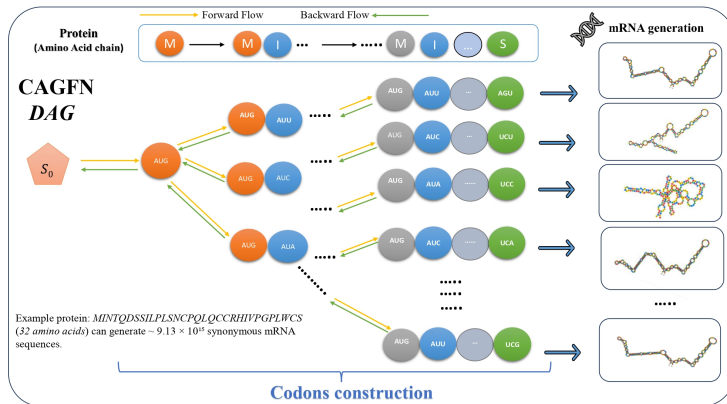 Forward Flow
Backward Flow
Protein
(Amino Acid chain)
M
M I ...
.....
M I ... S
mRNA generation
CAGFN
DAG
S0
AUG
AUG AUU
.....
AUG AUU ... AGU
AUG AUC
.....
AUG AUC ... UCU
.....
AUG AUA ..... UCC
AUG AUA
.....
AUG AUC ..... UCA
.....
.....
.....
.....
AUG AUU ... UCG
Example protein: MINTQDSSILPLSNCPQLQCCRHIVPGPLWCS
(32 amino acids) can generate ~ 9.13 × 10¹⁵ synonymous mRNA
sequences.
Codons construction